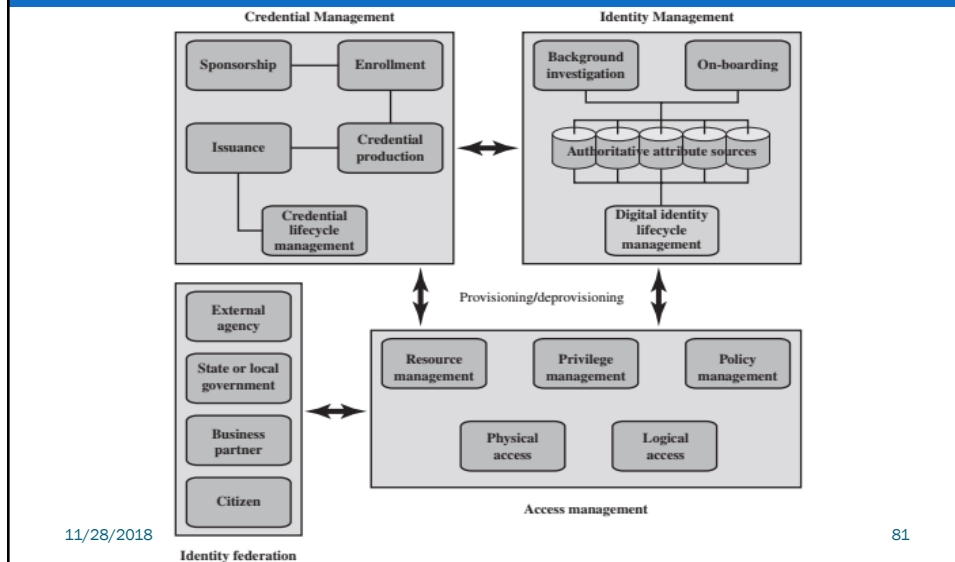 Credential Management
Identity Management
Sponsorship
Enrollment
Issuance
Credential
production
Credential
lifecycle
management
Background
investigation
On-boarding
Authoritative attribute sources
Digital identity
lifecycle
management
Provisioning/deprovisioning
External
agency
State or local
government
Business
partner
Citizen
Identity federation
Resource
management
Privilege
management
Policy
management
Physical
access
Logical
access
Access management
11/28/2018
81